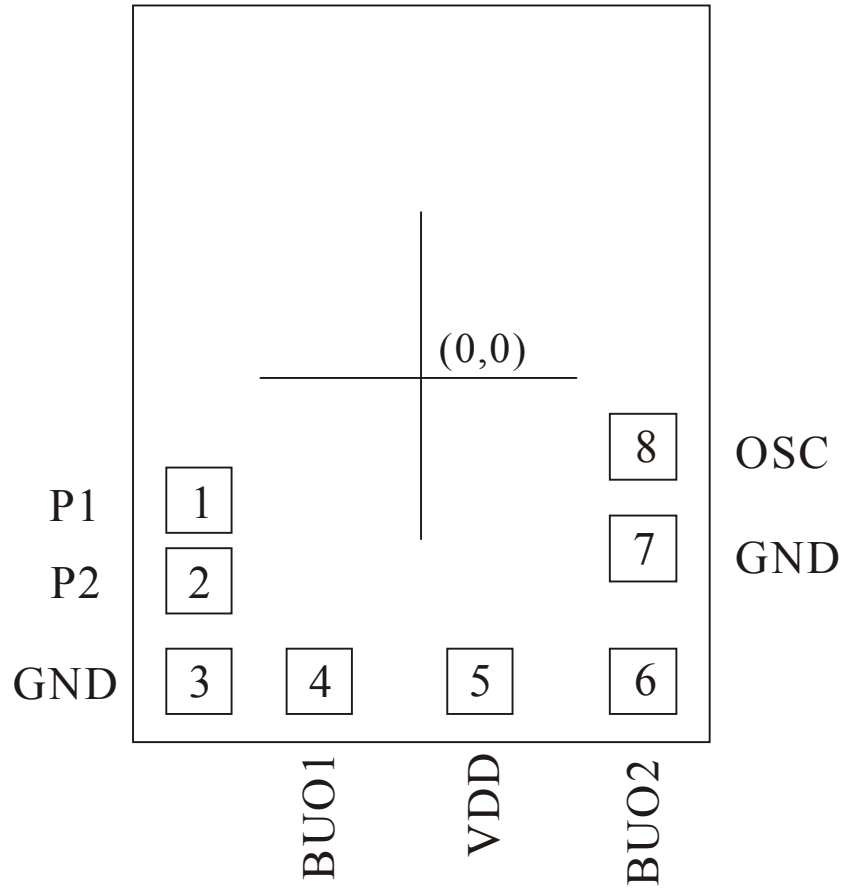 (0,0)
8 OSC
P1 1
7 GND
P2 2
GND 3 4 5 6
BUO1 VDD BUO2